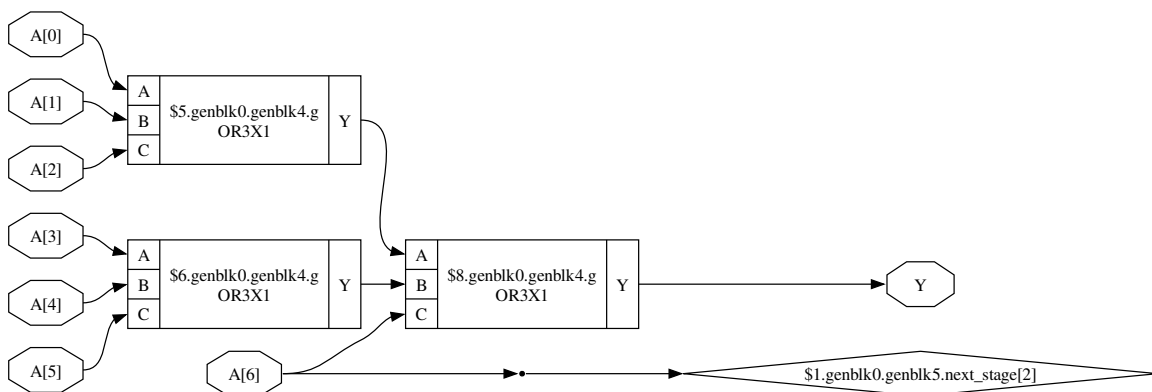 A[0]
A[1]
A[2]
A
B
C
$5.genblk0.genblk4.g
OR3X1
Y
A[3]
A[4]
A[5]
A
B
C
$6.genblk0.genblk4.g
OR3X1
Y
A
B
C
$8.genblk0.genblk4.g
OR3X1
Y
Y
A[6]
$1.genblk0.genblk5.next_stage[2]